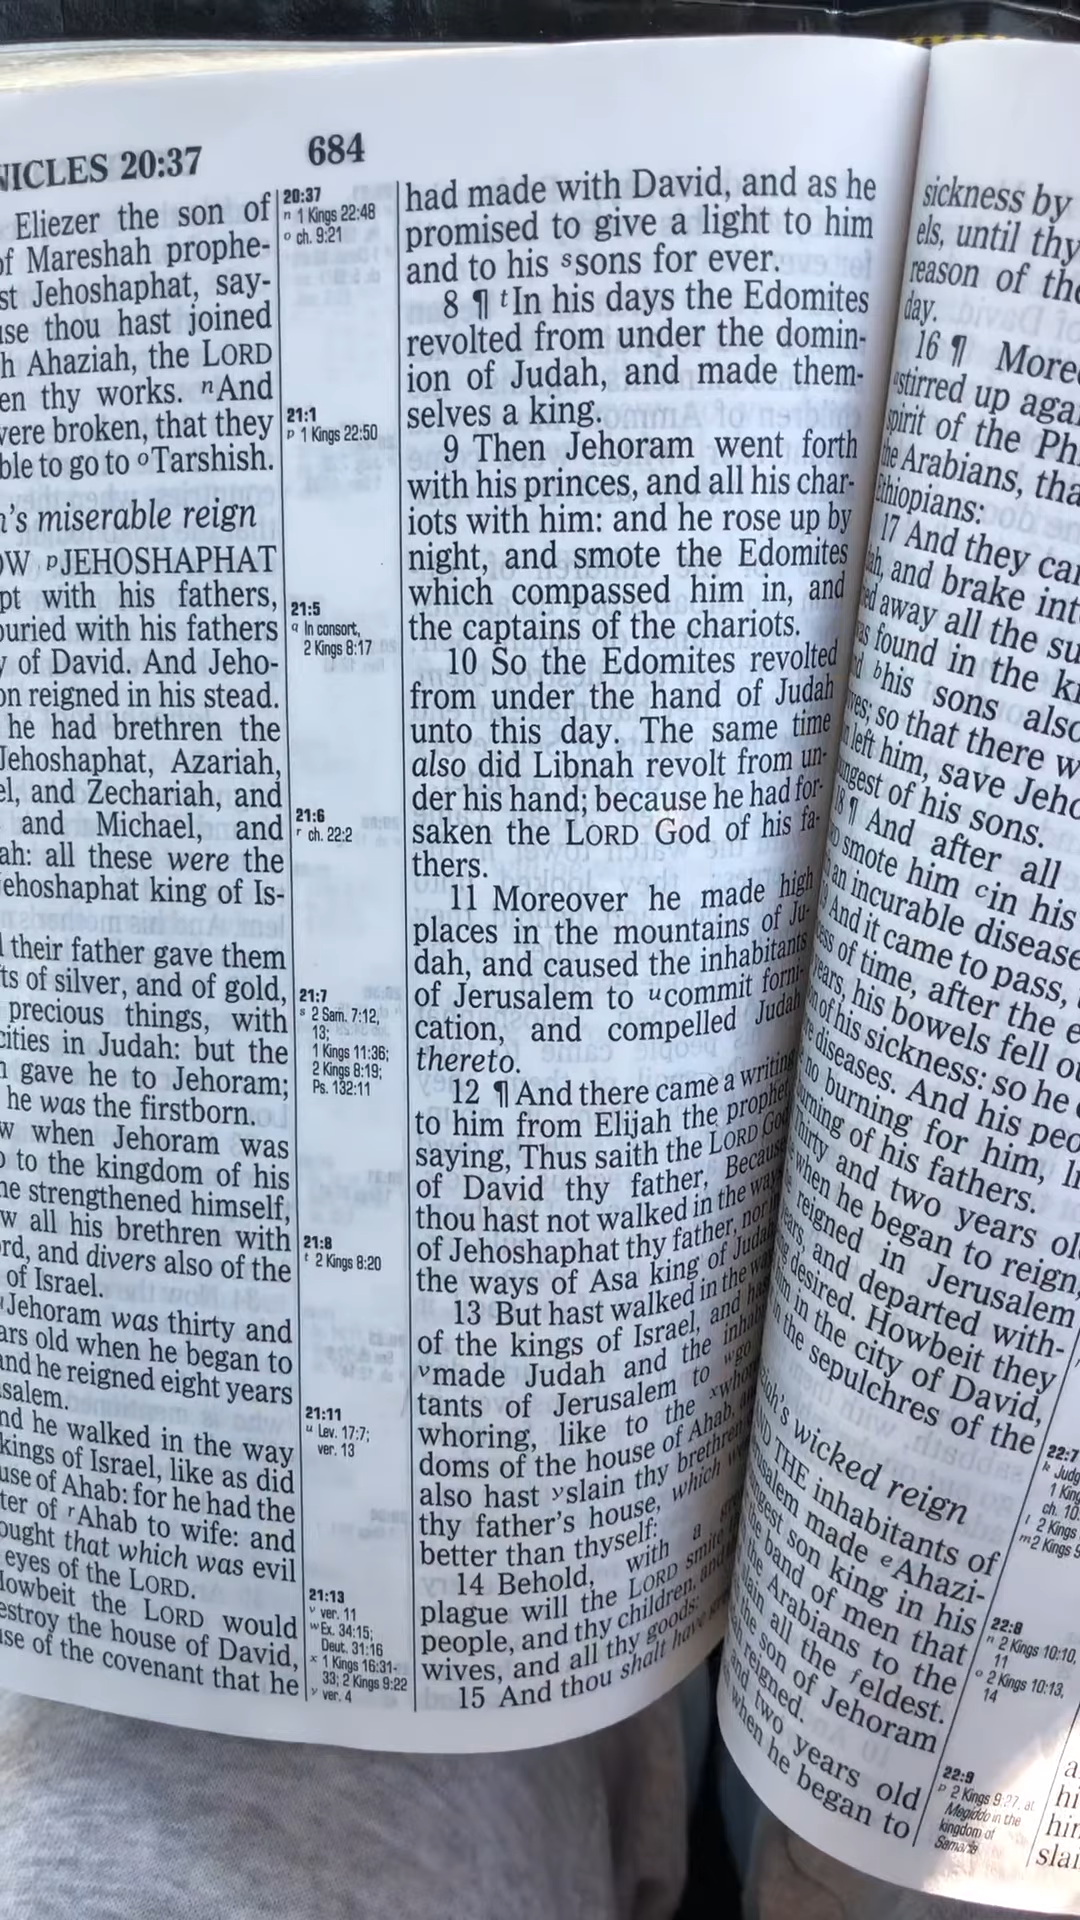 NICLES 20:37
684
Eliezer the son of
of Mareshah prophe-
st Jehoshaphat, say-
use thou hast joined
h Ahaziah, the LORD
en thy works. nAnd
were broken, that they
ble to go to oTarshish.
's miserable reign
OW pJEHOSHAPHAT
pt with his fathers,
buried with his fathers
y of David. And Jeho-
on reigned in his stead.
he had brethren the
Jehoshaphat, Azariah,
el, and Zechariah, and
and Michael, and
ah: all these were the
ehoshaphat king of Is-
their father gave them
ts of silver, and of gold,
precious things, with
cities in Judah: but the
gave he to Jehoram;
he was the firstborn.
w when Jehoram was
to the kingdom of his
he strengthened himself,
w all his brethren with
rd, and divers also of the
of Israel.
Jehoram was thirty and
ars old when he began to
and he reigned eight years
salem.
nd he walked in the way
kings of Israel, like as did
use of Ahab: for he had the
ter of rAhab to wife: and
ought that which was evil
eyes of the LORD.
Howbeit the LORD would
estroy the house of David,
use of the covenant that he
20:37
n 1 Kings 22:48
o ch. 9:21
21:1
p 1 Kings 22:50
21:5
q In consort,
2 Kings 8:17
21:6
r ch. 22:2
21:7
s 2 Sam. 7:12,
13;
1 Kings 11:36;
2 Kings 8:19;
Ps. 132:11
21:8
t 2 Kings 8:20
21:11
u Lev. 17:7;
ver. 13
21:13
v ver. 11
w Ex. 34:15;
Deut. 31:16
x 1 Kings 16:31-
33; 2 Kings 9:22
y ver. 4
had made with David, and as he
promised to give a light to him
and to his ssons for ever.
8 ¶ tIn his days the Edomites
revolted from under the domin-
ion of Judah, and made them-
selves a king.
9 Then Jehoram went forth
with his princes, and all his char-
iots with him: and he rose up by
night, and smote the Edomites
which compassed him in, and
the captains of the chariots.
10 So the Edomites revolted
from under the hand of Judah
unto this day. The same time
also did Libnah revolt from un-
der his hand; because he had for-
saken the LORD God of his fa-
thers.
11 Moreover he made high
places in the mountains of Ju-
dah, and caused the inhabitants
of Jerusalem to ucommit forni-
cation, and compelled Judah
thereto.
12 ¶ And there came a writing
to him from Elijah the prophet,
saying, Thus saith the LORD God
of David thy father, Because
thou hast not walked in the ways
of Jehoshaphat thy father, nor in
the ways of Asa king of Judah,
13 But hast walked in the way
of the kings of Israel, and hast
vmade Judah and the inhabi-
tants of Jerusalem to wgo
whoring, like to the xwhore-
doms of the house of Ahab,
also hast yslain thy brethren
thy father's house, which were
better than thyself:
14 Behold, with a
plague will the LORD smite
people, and thy children, and
wives, and all thy goods:
15 And thou shalt have
sickness by
els, until thy
reason of the
day.
16 ¶ More
stirred up agai
spirit of the Ph
the Arabians, tha
Ethiopians:
17 And they ca
ah, and brake int
ed away all the su
as found in the k
bhis sons also
ves; so that there w
left him, save Jeho
ngest of his sons.
18 ¶ And after all
smote him cin his
an incurable disease
And it came to pass,
ess of time, after the e
years, his bowels fell o
n of his sickness: so he
diseases. And his peo
no burning for him, li
urning of his fathers.
Thirty and two years ol
when he began to reign,
reigned in Jerusalem
ears, and departed with-
desired. Howbeit they
in the city of David,
in the sepulchres of the
's wicked reign
THE inhabitants of
usalem made eAhazi-
ngest son king in his
the band of men that
the Arabians to the
slain all the feldest.
the son of Jehoram
reigned.
and two years old
when he began to
22:7
k Judg
1 King
ch. 10
l 2 Kings
m 2 Kings 9
22:8
n 2 Kings 10:10,
11
o 2 Kings 10:13,
14
22:9
p 2 Kings 9:27, at
Megiddo in the
kingdom of
Samaria
a
hi
hir
slai